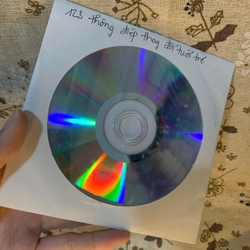 123 thông điệp thay đổi tuổi trẻ